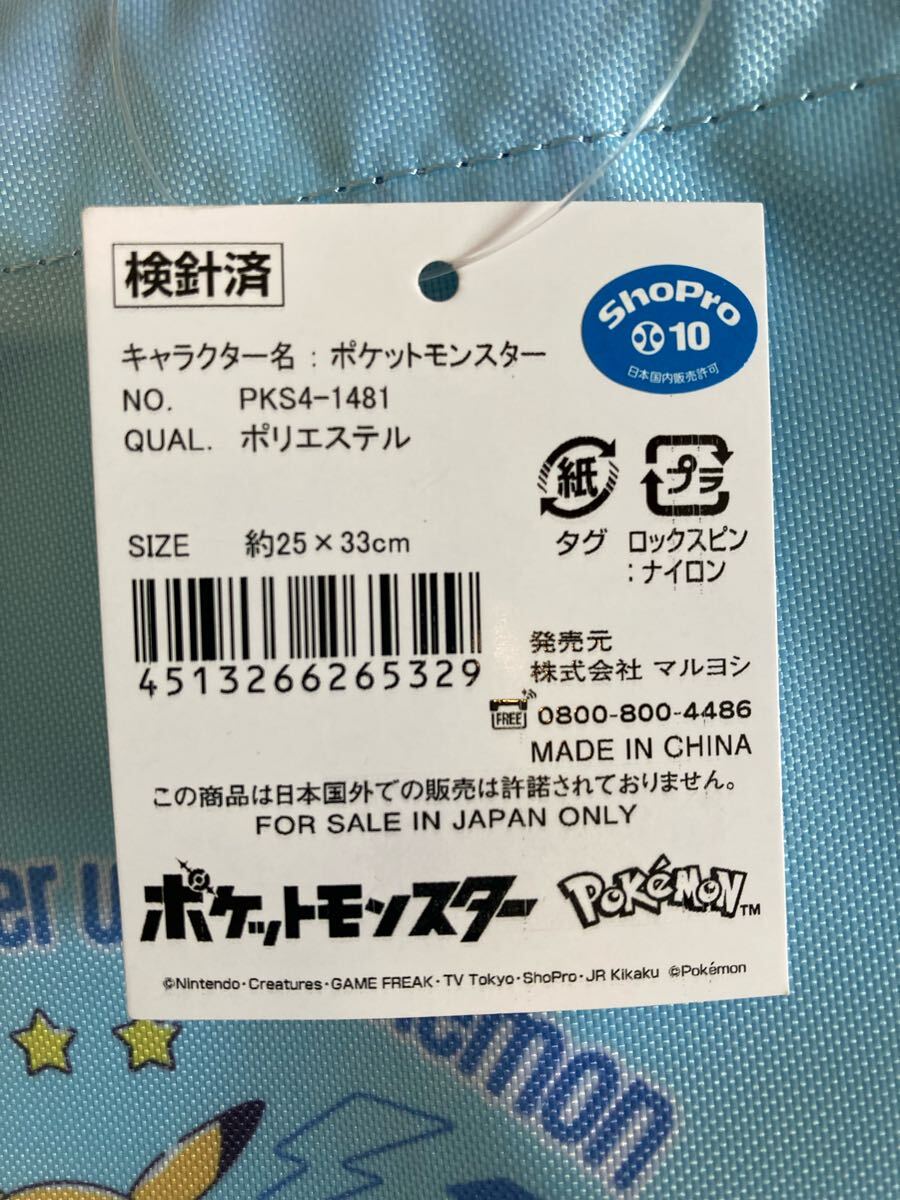 検針済
ShoPro
10
日本国内販売許可
キャラクター名 : ポケットモンスター
NO. PKS4-1481
QUAL. ポリエステル
紙
プラ
タグ
ロックスピン
:ナイロン
SIZE 約25×33cm
4513266265329
発売元
株式会社 マルヨシ
FREE 0800-800-4486
MADE IN CHINA
この商品は日本国外での販売は許諾されておりません。
FOR SALE IN JAPAN ONLY
ポケットモンスター POKéMON TM
©Nintendo・Creatures・GAME FREAK・TV Tokyo・ShoPro・JR Kikaku ©Pokémon